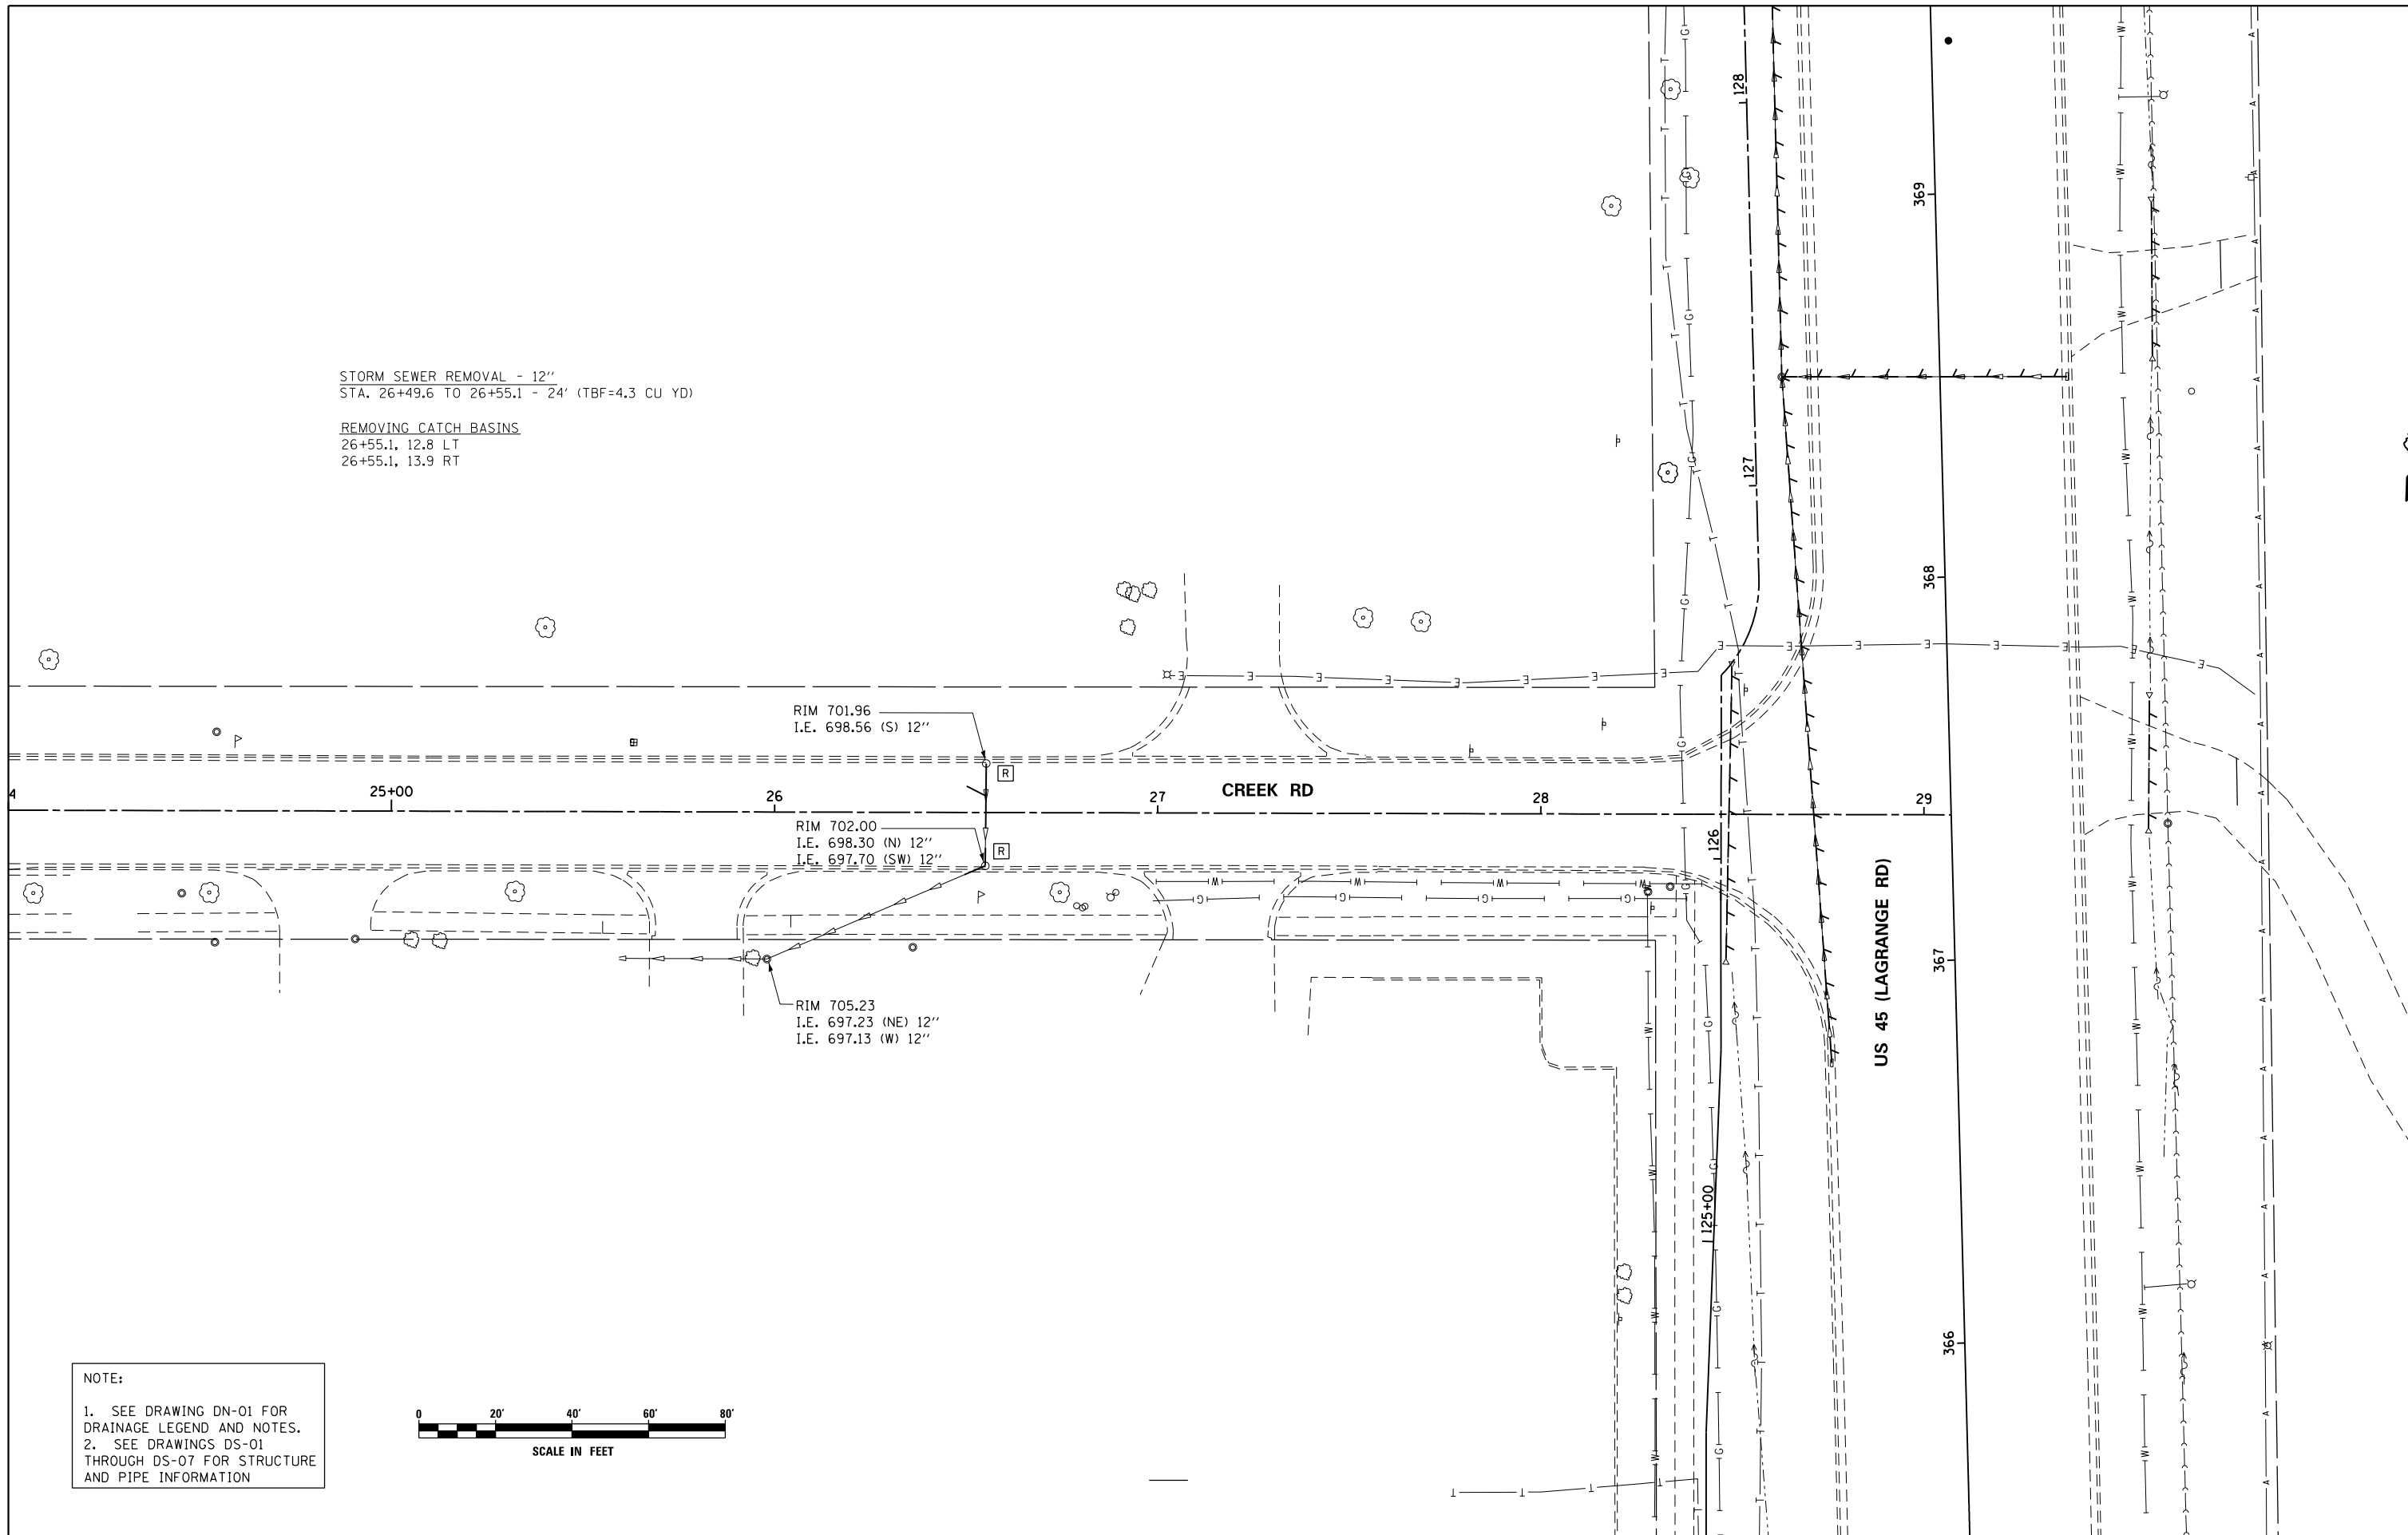 STORM SEWER REMOVAL - 12''
STA. 26+49.6 TO 26+55.1 - 24' (TBF=4.3 CU YD)
REMOVING CATCH BASINS
26+55.1, 12.8 LT
26+55.1, 13.9 RT
128
369
127
368
RIM 701.96
I.E. 698.56 (S) 12''
R
4
25+00
26
27
CREEK RD
28
29
RIM 702.00
I.E. 698.30 (N) 12''
I.E. 697.70 (SW) 12''
R
126
367
US 45 (LAGRANGE RD)
RIM 705.23
I.E. 697.23 (NE) 12''
I.E. 697.13 (W) 12''
125+00
366
NOTE:
1. SEE DRAWING DN-01 FOR
DRAINAGE LEGEND AND NOTES.
2. SEE DRAWINGS DS-01
THROUGH DS-07 FOR STRUCTURE
AND PIPE INFORMATION
0 20' 40' 60' 80'
SCALE IN FEET